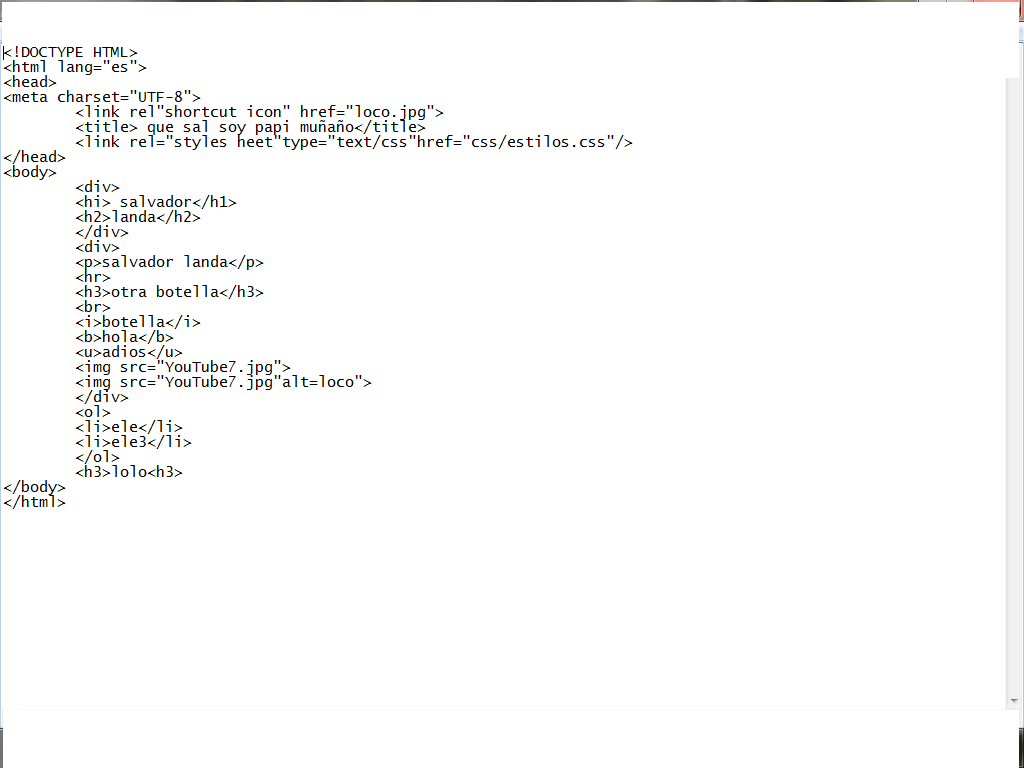 <!DOCTYPE HTML>
<html lang="es">
<head>
<meta charset="UTF-8">
	<link rel"shortcut icon" href="loco.jpg">
	<title> que sal soy papi muñaño</title>
	<link rel="styles heet"type="text/css"href="css/estilos.css"/>
</head>
<body>
	<div>
	<hi> salvador</h1>
	<h2>landa</h2>
	</div>
	<div>
	<p>salvador landa</p>
	<hr>
	<h3>otra botella</h3>
	<br>
	<i>botella</i>
	<b>hola</b>
	<u>adios</u>
	<img src="YouTube7.jpg">
	<img src="YouTube7.jpg"alt=loco">
	</div>
	<ol>
	<li>ele</li>
	<li>ele3</li>
	</ol>
	<h3>lolo<h3>
</body>
</html>